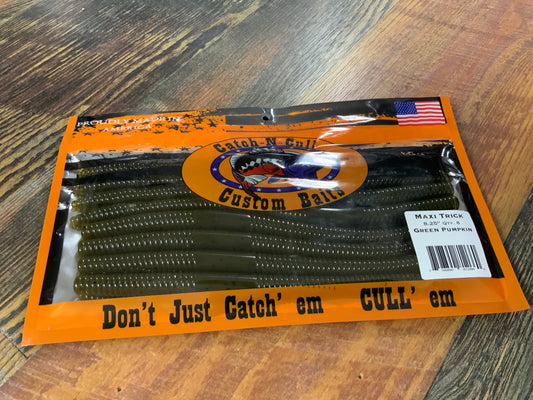 Proudly Made in
America
Catch-N-Cull
Custom Baits
Maxi Trick
8.25" Qty. 8
Green Pumpkin
Don't Just Catch' em CULL' em